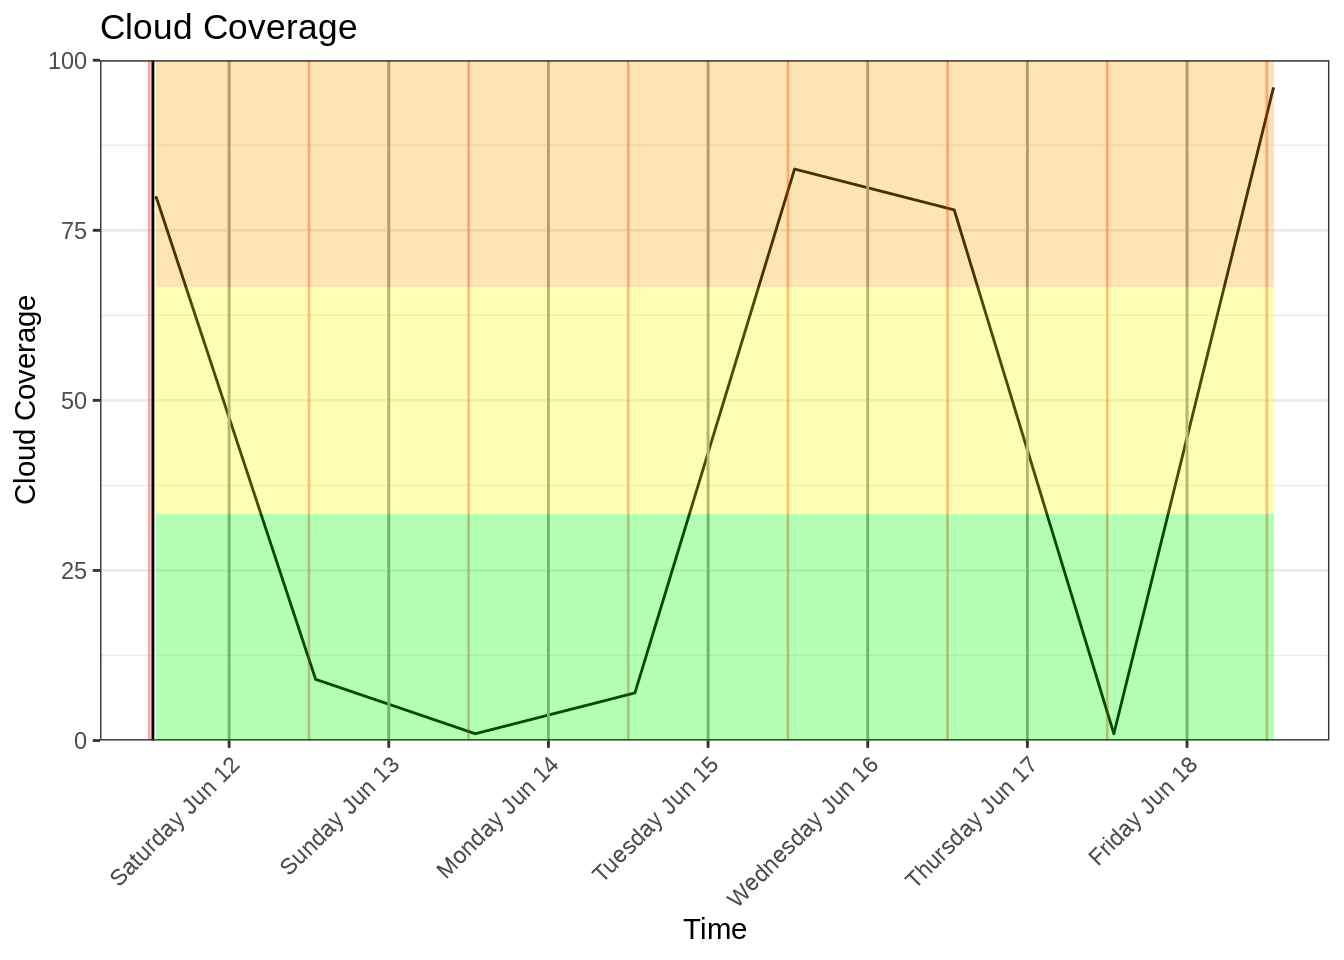 Cloud Coverage
100
75
50
25
0
Cloud Coverage
Saturday Jun 12
Sunday Jun 13
Monday Jun 14
Tuesday Jun 15
Wednesday Jun 16
Thursday Jun 17
Friday Jun 18
Time